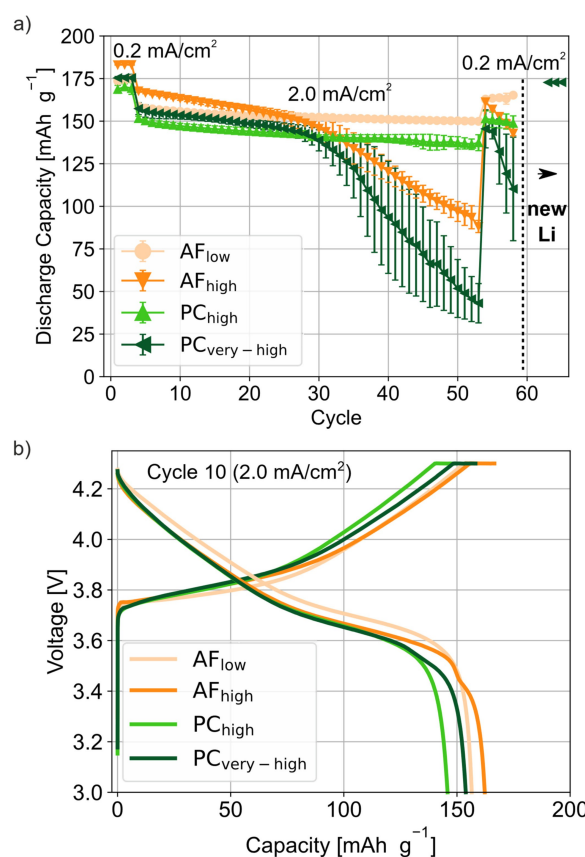 a)
200
175
150
125
100
75
50
25
0
Discharge Capacity [mAh g⁻¹]
0.2 mA/cm²
2.0 mA/cm²
0.2 mA/cm²
new
Li
AF_low
AF_high
PC_high
PC_very−high
0 10 20 30 40 50 60
Cycle
b)
Cycle 10 (2.0 mA/cm²)
4.2
4.0
3.8
3.6
3.4
3.2
3.0
Voltage [V]
AF_low
AF_high
PC_high
PC_very−high
0 50 100 150 200
Capacity [mAh g⁻¹]